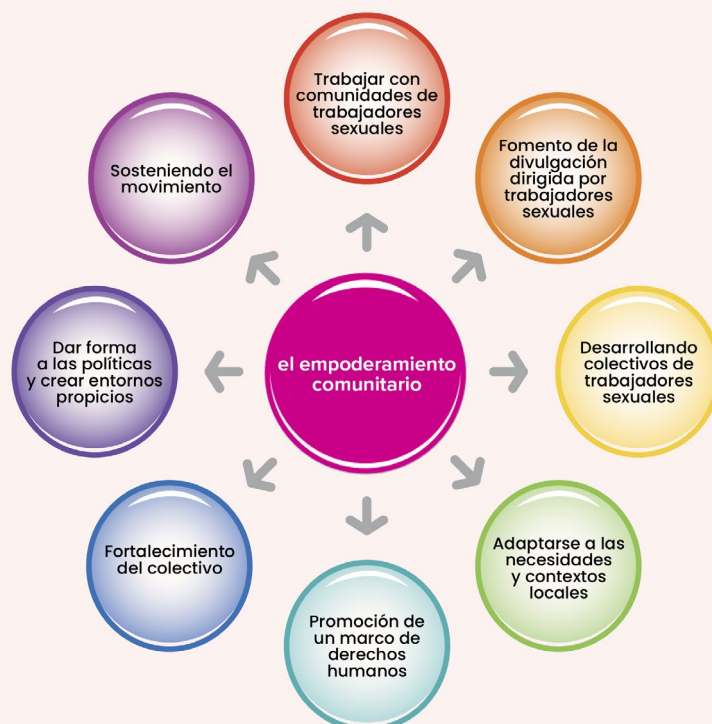 Trabajar con
comunidades de
trabajadores
sexuales
Fomento de la
divulgación
dirigida por
trabajadores
sexuales
Desarrollando
colectivos de
trabajadores
sexuales
Adaptarse a las
necesidades
y contextos
locales
Promoción de
un marco de
derechos
humanos
Fortalecimiento
del colectivo
Dar forma
a las políticas
y crear entornos
propicios
Sosteniendo el
movimiento
el empoderamiento
comunitario